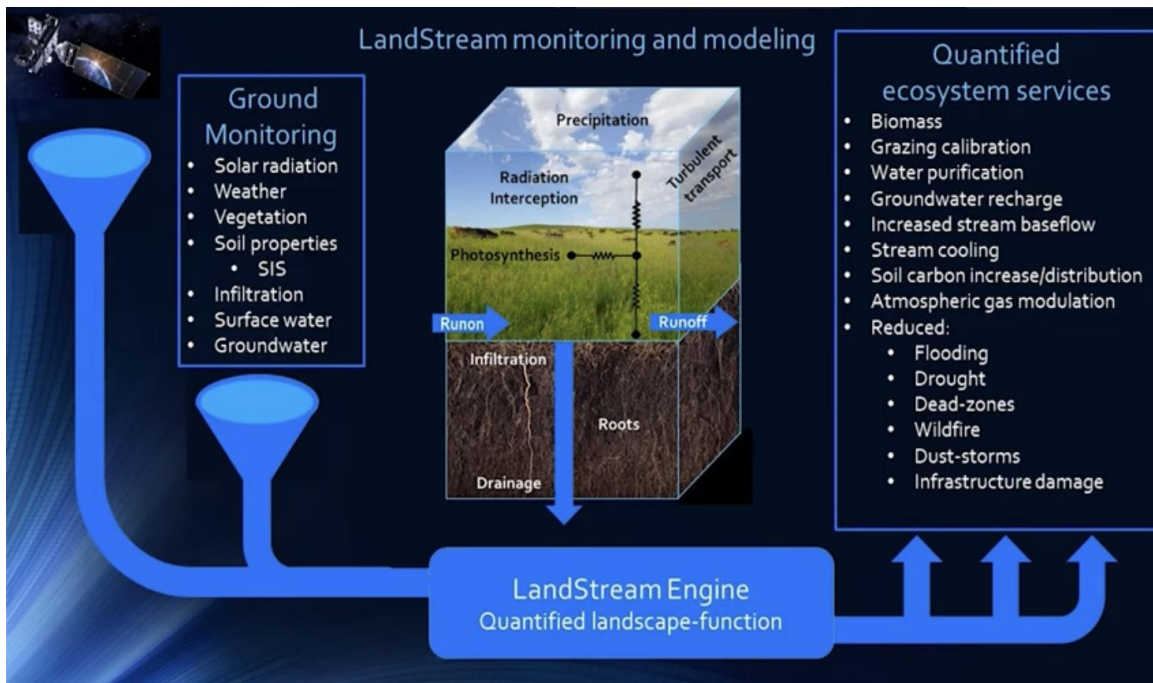 LandStream monitoring and modeling
Ground
Monitoring
• Solar radiation
• Weather
• Vegetation
• Soil properties
• SIS
• Infiltration
• Surface water
• Groundwater
Precipitation
Radiation
Interception
Turbulent
transport
Photosynthesis
Runon
Runoff
Infiltration
Roots
Drainage
Quantified
ecosystem services
• Biomass
• Grazing calibration
• Water purification
• Groundwater recharge
• Increased stream baseflow
• Stream cooling
• Soil carbon increase/distribution
• Atmospheric gas modulation
• Reduced:
• Flooding
• Drought
• Dead-zones
• Wildfire
• Dust-storms
• Infrastructure damage
LandStream Engine
Quantified landscape-function